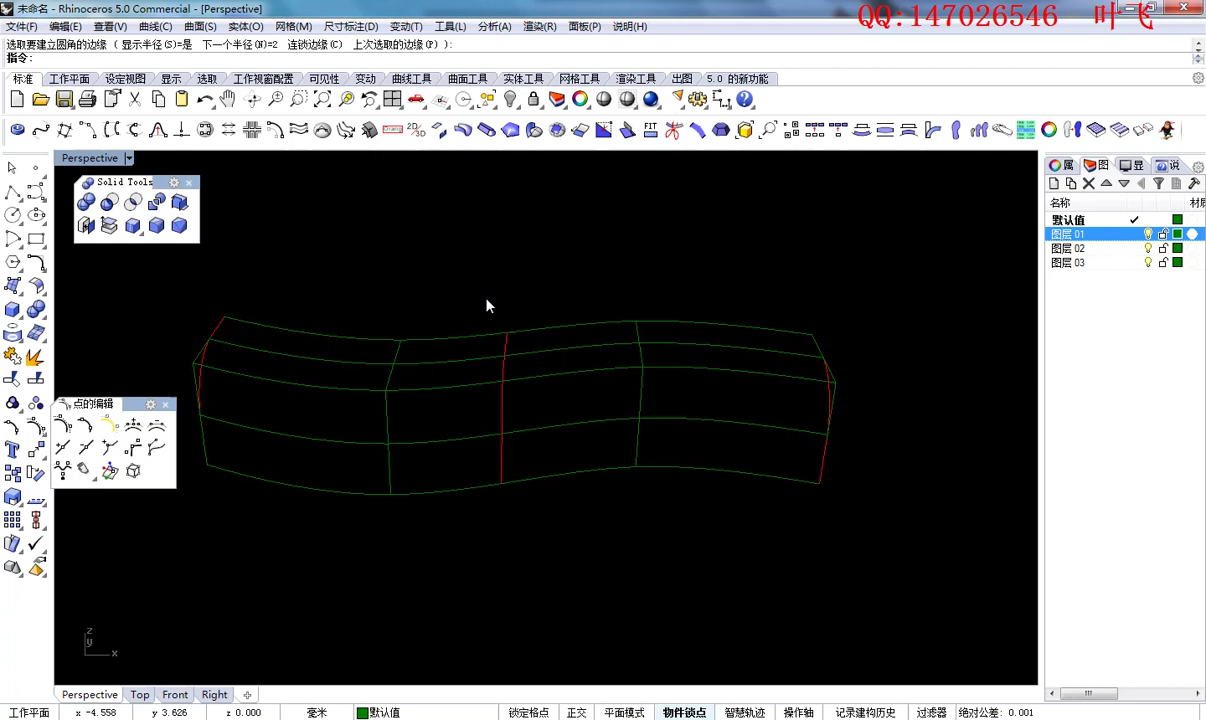 未命名 - Rhinoceros 5.0 Commercial - [Perspective]
QQ:147026546 叶飞
文件(F) 编辑(E) 查看(V) 曲线(C) 曲面(S) 实体(O) 网格(M) 尺寸标注(D) 变动(T) 工具(L) 分析(A) 渲染(R) 面板(P) 说明(H)
选取要建立圆角的边缘 ( 显示半径(S)=是 下一个半径(N)=2 连锁边缘(C) 上次选取的边缘(P) ):
指令:
标准 工作平面 设定视图 显示 选取 工作视窗配置 可见性 变动 曲线工具 曲面工具 实体工具 网格工具 渲染工具 出图 5.0 的新功能
2D/3D
FIT
Perspective
属 图 显 说
Solid Tools
名称 材
默认值
图层 01
图层 02
图层 03
点的编辑
z
y
x
Perspective Top Front Right
工作平面 x -4.558 y 3.626 z 0.000 毫米 默认值 锁定格点 正交 平面模式 物件锁点 智慧轨迹 操作轴 记录建构历史 过滤器 绝对公差: 0.001